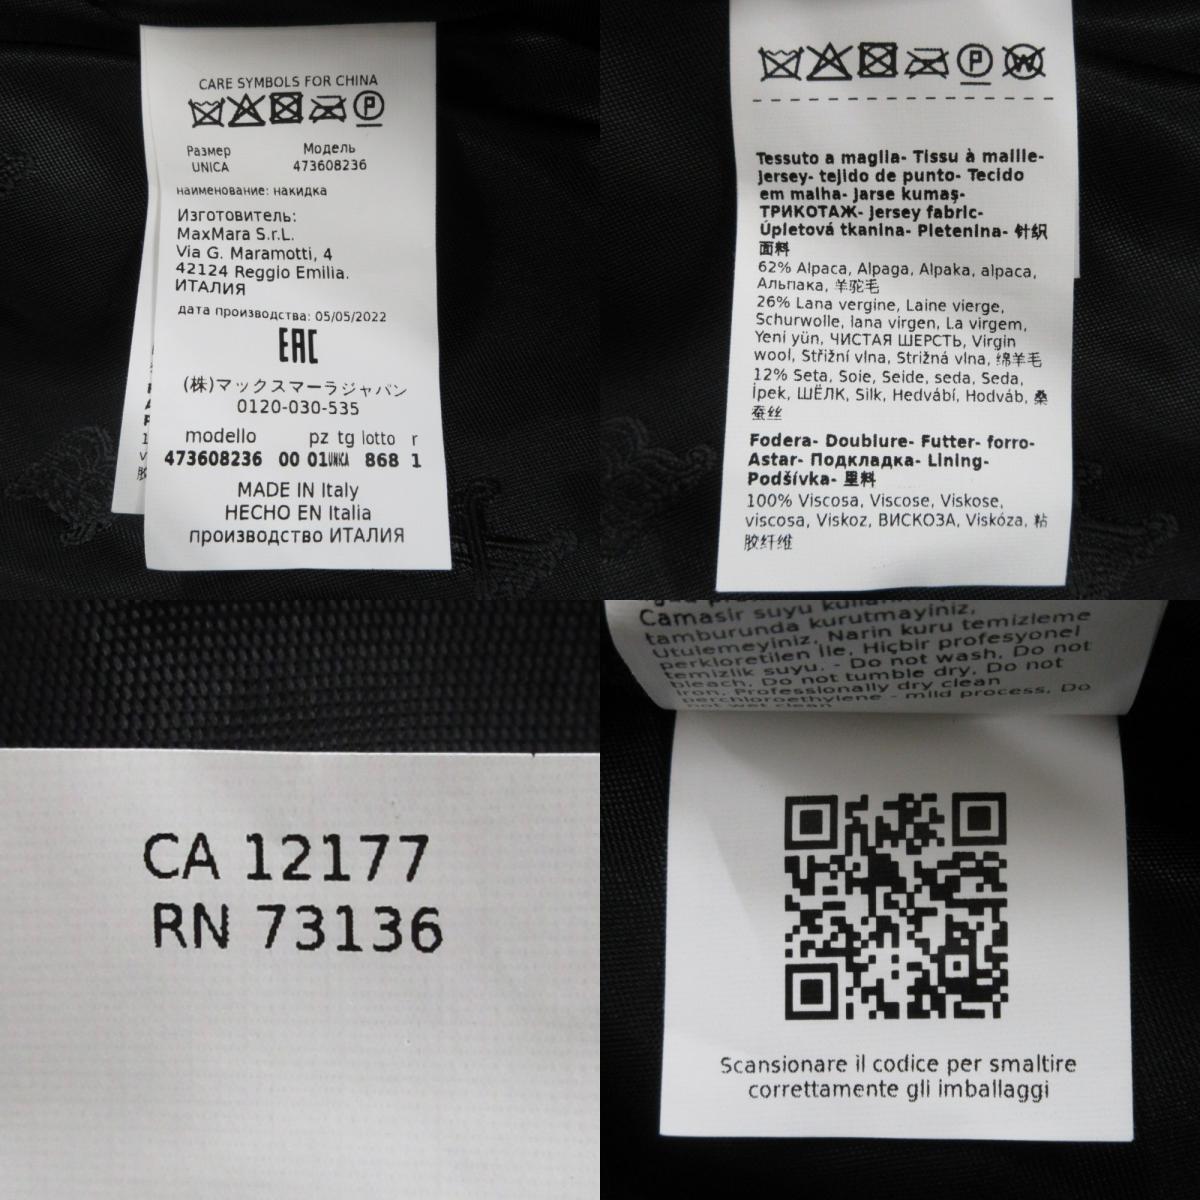 CARE SYMBOLS FOR CHINA
P
Размер Модель
UNICA 473608236
наименование: накидка
Изготовитель:
MaxMara S.r.L.
Via G. Maramotti, 4
42124 Reggio Emilia.
ИТАЛИЯ
дата производства: 05/05/2022
EAC
(株)マックスマーラジャパン
0120-030-535
modello pz tg lotto r
473608236 00 01 UNICA 868 1
MADE IN Italy
HECHO EN Italia
производство ИТАЛИЯ
P W
Tessuto a maglia- Tissu à maille-
Jersey- tejido de punto- Tecido
em malha- Jarse kumaş-
ТРИКОТАЖ- Jersey fabric-
Úpletová tkanina- Pletenina- 针织
面料
62% Alpaca, Alpaga, Alpaka, alpaca,
Альпака, 羊驼毛
26% Lana vergine, Laine vierge,
Schurwolle, lana virgen, La virgem,
Yeni yün, ЧИСТАЯ ШЕРСТЬ, Virgin
wool, Střižní vlna, Strižná vlna, 绵羊毛
12% Seta, Soie, Seide, seda, Seda,
İpek, ШЁЛК, Silk, Hedvábí, Hodváb, 桑
蚕丝
Fodera- Doublure- Futter- forro-
Astar- Подкладка- Lining-
Podšívka- 里料
100% Viscosa, Viscose, Viskose,
viscosa, Viskoz, ВИСКОЗА, Viskóza, 粘
胶纤维
CA 12177
RN 73136
Camasir suyu
tamburunda kurutmayiniz,
Utulemeyiniz, Narin kuru temizleme
perkloretilen İle, Hiçbir profesyonel
temizlik suyu. - Do not wash, Do not
bleach, Do not tumble dry, Do not
iron, Professionally dry clean
perchloroethylene - mild process, Do
not wet clean
Scansionare il codice per smaltire
correttamente gli imballaggi